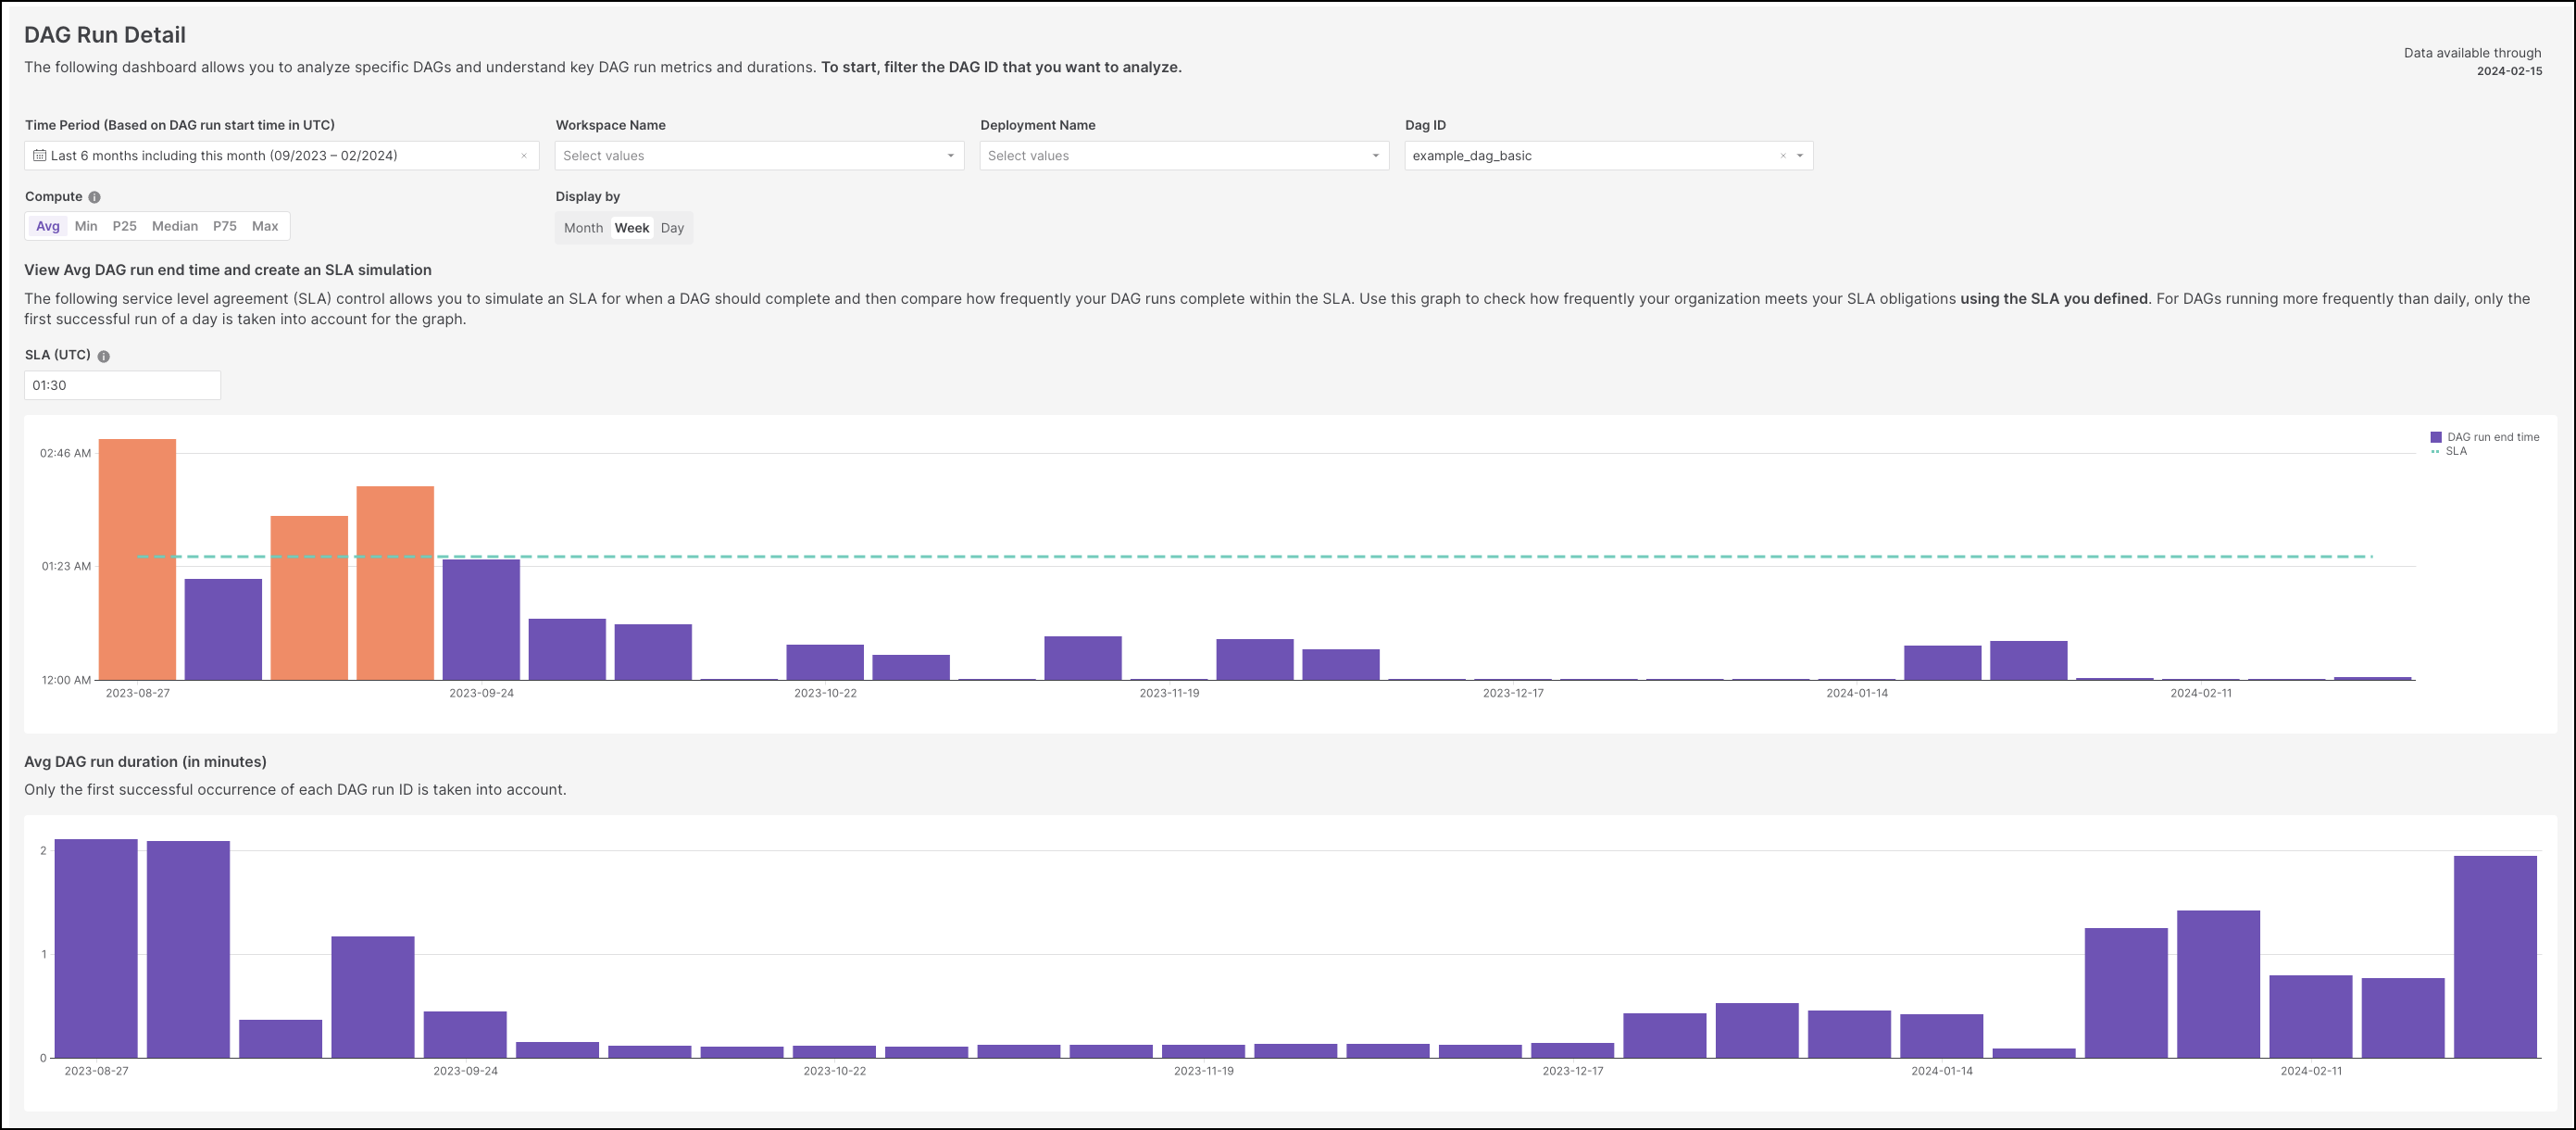 DAG Run Detail
The following dashboard allows you to analyze specific DAGs and understand key DAG run metrics and durations. To start, filter the DAG ID that you want to analyze.
Data available through
2024-02-15
Time Period (Based on DAG run start time in UTC)
Workspace Name
Deployment Name
Dag ID
Last 6 months including this month (09/2023 – 02/2024)
Select values
Select values
example_dag_basic
Compute
Display by
Avg Min P25 Median P75 Max
Month Week Day
View Avg DAG run end time and create an SLA simulation
The following service level agreement (SLA) control allows you to simulate an SLA for when a DAG should complete and then compare how frequently your DAG runs complete within the SLA. Use this graph to check how frequently your organization meets your SLA obligations using the SLA you defined. For DAGs running more frequently than daily, only the
first successful run of a day is taken into account for the graph.
SLA (UTC)
01:30
DAG run end time
SLA
02:46 AM
01:23 AM
12:00 AM
2023-08-27 2023-09-24 2023-10-22 2023-11-19 2023-12-17 2024-01-14 2024-02-11
Avg DAG run duration (in minutes)
Only the first successful occurrence of each DAG run ID is taken into account.
2
1
0
2023-08-27 2023-09-24 2023-10-22 2023-11-19 2023-12-17 2024-01-14 2024-02-11